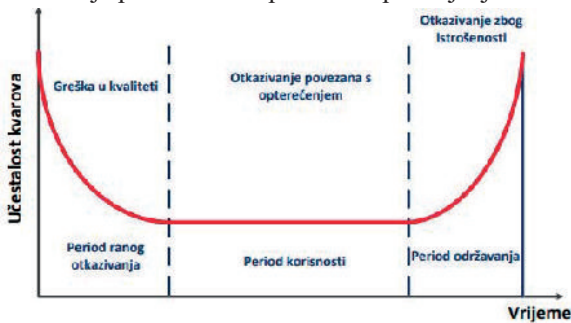 Otkazivanje zbog
istrošenosti
Greška u kvaliteti
Otkazivanje povezana s
opterećenjem
Učestalost kvarova
Period ranog
otkazivanja
Period korisnosti
Period održavanja
Vrijeme